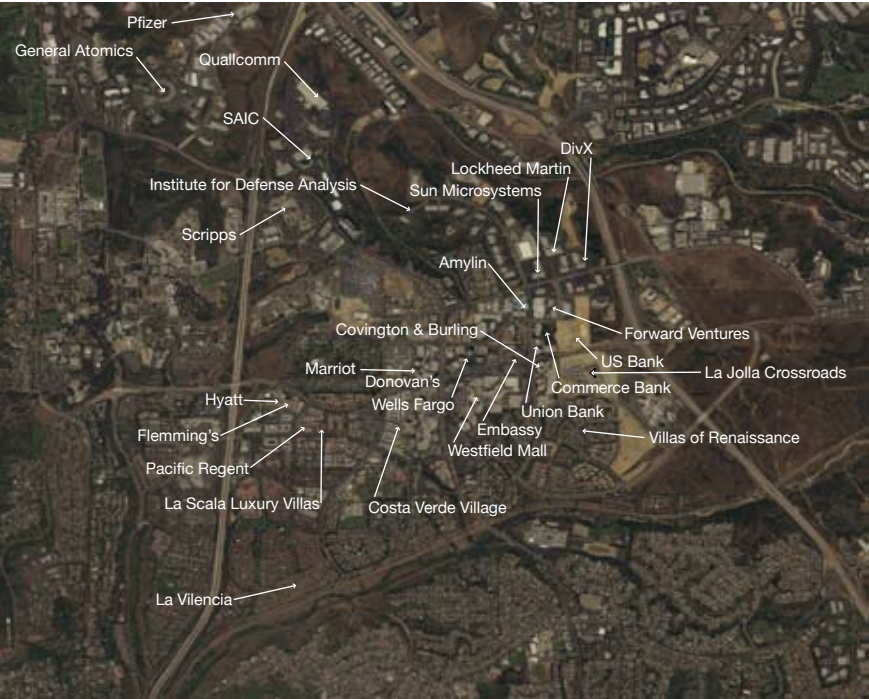 Pfizer
General Atomics
Quallcomm
SAIC
DivX
Lockheed Martin
Institute for Defense Analysis
Sun Microsystems
Scripps
Amylin
Covington & Burling
Forward Ventures
US Bank
Marriot
La Jolla Crossroads
Donovan's
Commerce Bank
Hyatt
Wells Fargo
Union Bank
Embassy
Flemming's
Villas of Renaissance
Westfield Mall
Pacific Regent
La Scala Luxury Villas
Costa Verde Village
La Vilencia